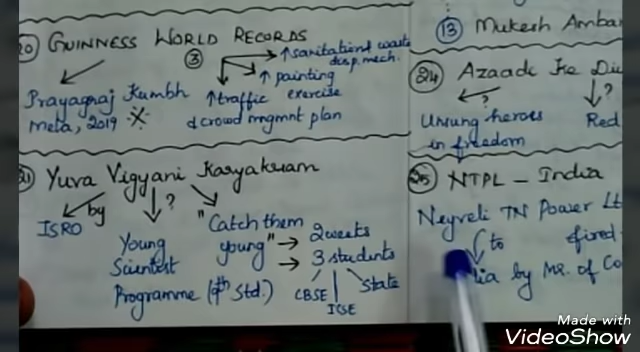 20) GUINNESS WORLD RECORDS
③
↑ sanitation & waste
disp. mech.
↑ painting
exercise
↑ traffic
& crowd mngmnt plan
Prayagraj Kumbh
Mela, 2019
21) Yuva Vigyani Karyakram
by
ISRO
?
Young
Scientist
Programme (9th Std.)
"Catch them
young" → 2 weeks
→ 3 students
CBSE
ICSE
State
13 Mukesh Amban
24 Azaadi Ke Di
?
?
Unsung heroes
in freedom
Red
25 NTPL - India
Neyveli TN Power Lt
to
fired
by Mr. of Co
Made with
VideoShow